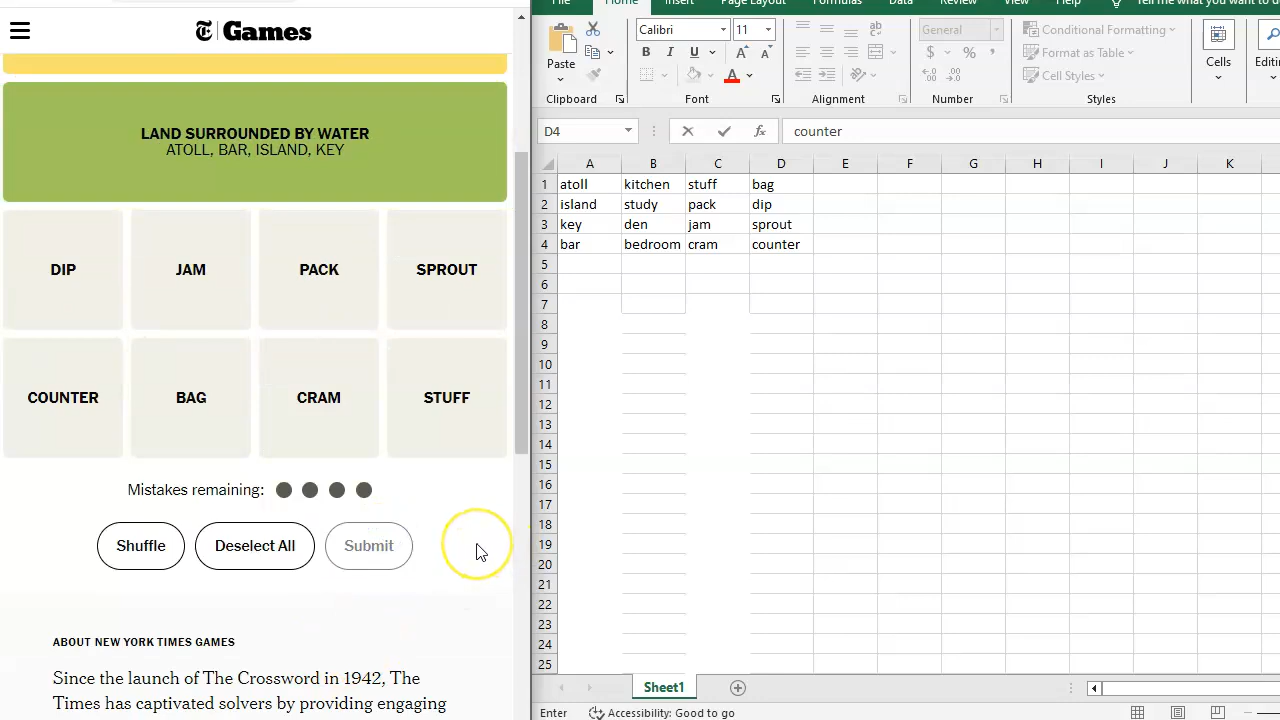 Games
LAND SURROUNDED BY WATER
ATOLL, BAR, ISLAND, KEY
DIP JAM PACK SPROUT
COUNTER BAG CRAM STUFF
Mistakes remaining:
Shuffle Deselect All Submit
ABOUT NEW YORK TIMES GAMES
Since the launch of The Crossword in 1942, The
Times has captivated solvers by providing engaging
File Home Insert Page Layout Formulas Data Review View Help Tell me what you want to d
Paste
Calibri 11
B I U A A
A
General
$ % ,
Conditional Formatting
Format as Table
Cell Styles
Cells
Editin
Clipboard Font Alignment Number Styles
D4 fx counter
A B C D E F G H I J K
1 atoll kitchen stuff bag
2 island study pack dip
3 key den jam sprout
4 bar bedroom cram counter
5
6
7
8
9
10
11
12
13
14
15
16
17
18
19
20
21
22
23
24
25
Sheet1
Enter Accessibility: Good to go